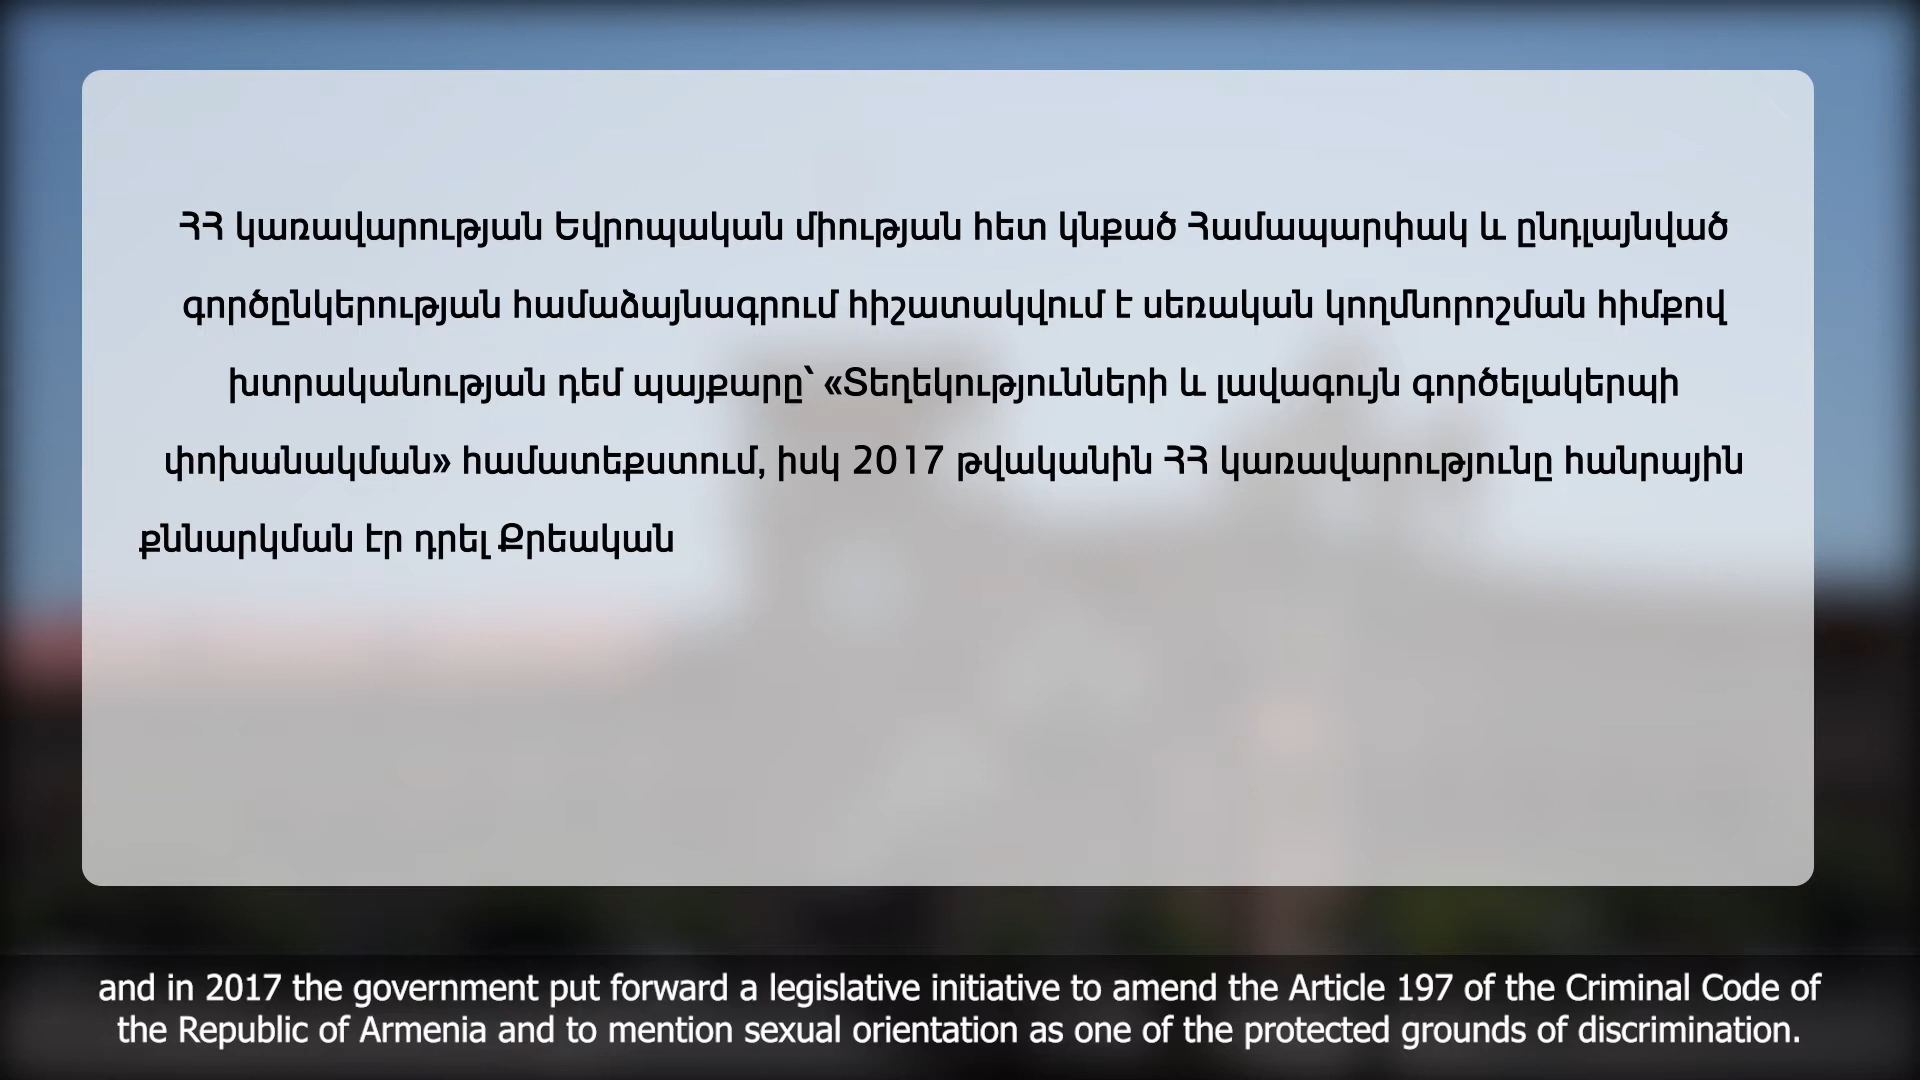 ՀՀ կառավարության Եվրոպական միության հետ կնքած Համապարփակ և ընդլայնված
գործընկերության համաձայնագրում հիշատակվում է սեռական կողմնորոշման հիմքով
խտրականության դեմ պայքարը՝ «Տեղեկությունների և լավագույն գործելակերպի
փոխանակման» համատեքստում, իսկ 2017 թվականին ՀՀ կառավարությունը հանրային
քննարկման էր դրել Քրեական
and in 2017 the government put forward a legislative initiative to amend the Article 197 of the Criminal Code of
the Republic of Armenia and to mention sexual orientation as one of the protected grounds of discrimination.